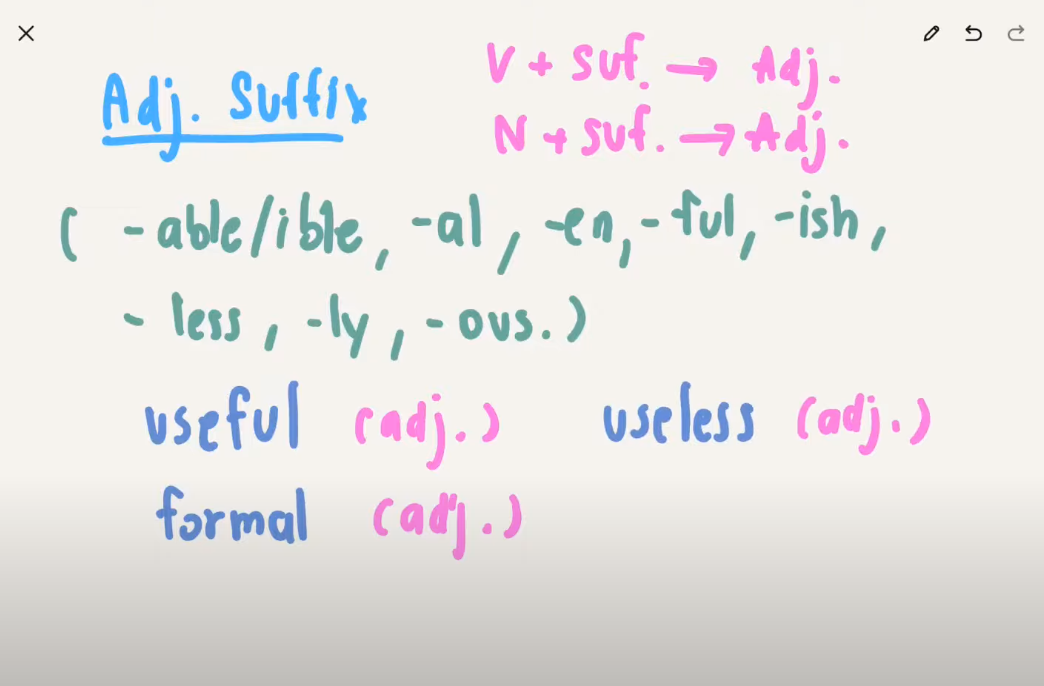 Adj. Suffix
V + suf. → Adj.
N + suf. → Adj.
( -able/ible, -al, -en, -ful, -ish,
-less, -ly, -ous.)
useful (adj.) useless (adj.)
formal (adj.)